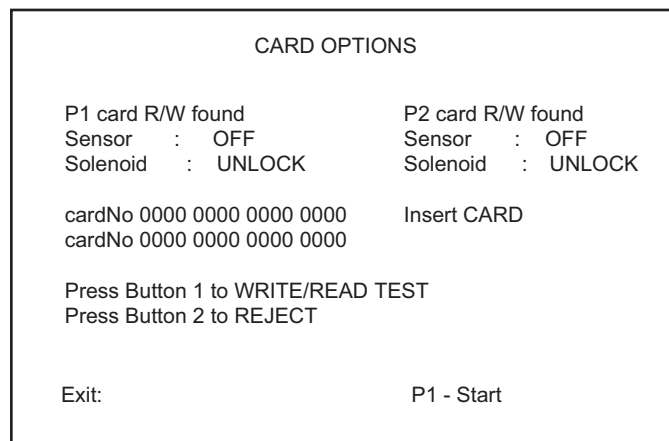 CARD OPTIONS
P1 card R/W found P2 card R/W found
Sensor : OFF Sensor : OFF
Solenoid : UNLOCK Solenoid : UNLOCK
cardNo 0000 0000 0000 0000 Insert CARD
cardNo 0000 0000 0000 0000
Press Button 1 to WRITE/READ TEST
Press Button 2 to REJECT
Exit: P1 - Start